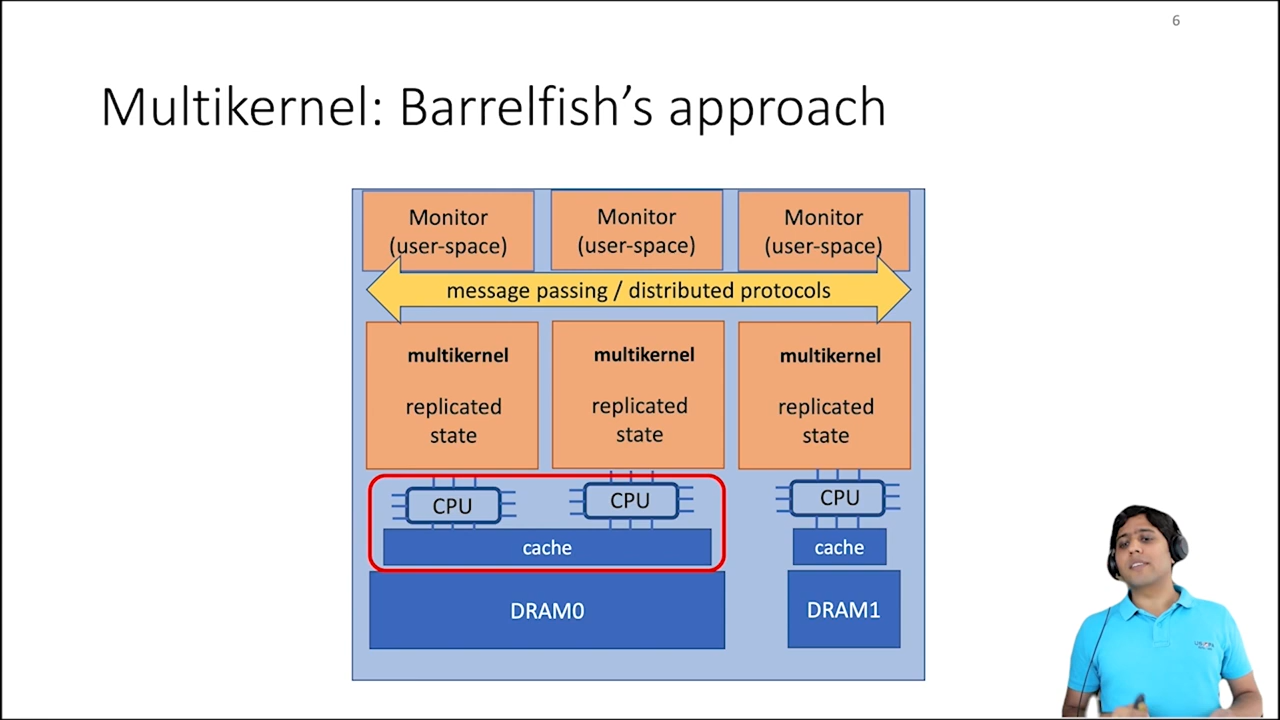 6
Multikernel: Barrelfish’s approach
Monitor
(user-space)
Monitor
(user-space)
Monitor
(user-space)
message passing / distributed protocols
multikernel
replicated
state
multikernel
replicated
state
multikernel
replicated
state
CPU
CPU
CPU
cache
cache
DRAM0
DRAM1